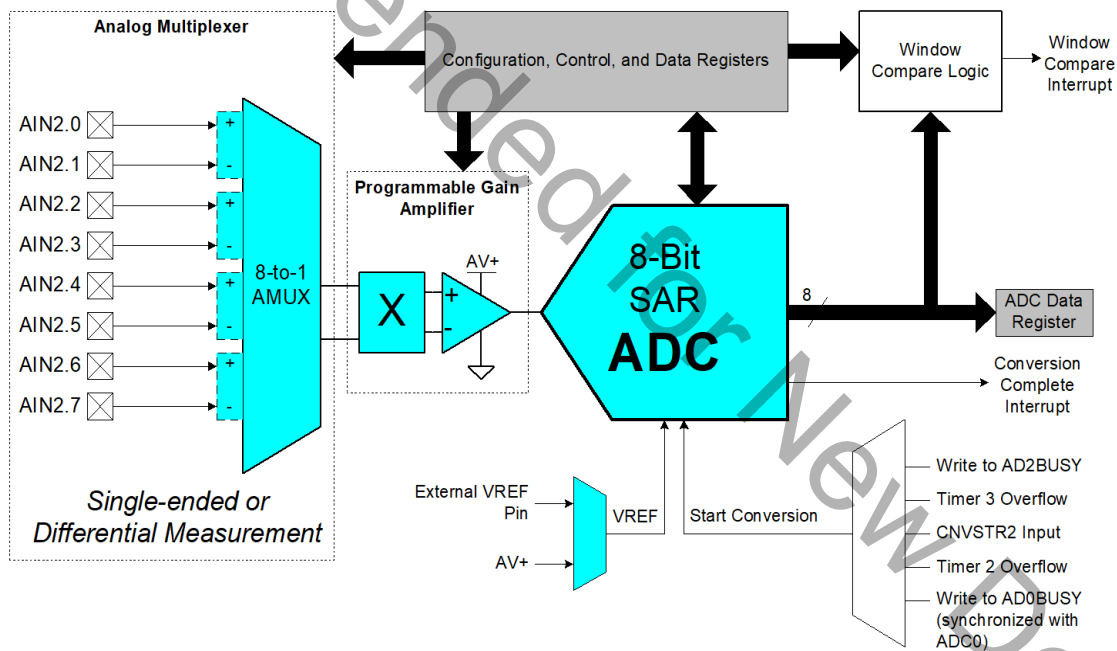 Analog Multiplexer
AIN2.0
AIN2.1
AIN2.2
AIN2.3
AIN2.4
AIN2.5
AIN2.6
AIN2.7
+
-
+
-
+
-
+
-
8-to-1
AMUX
Single-ended or
Differential Measurement
Configuration, Control, and Data Registers
Programmable Gain
Amplifier
X
AV+
+
-
8-Bit
SAR
ADC
Window
Compare Logic
Window
Compare
Interrupt
8
ADC Data
Register
Conversion
Complete
Interrupt
External VREF
Pin
AV+
VREF
Start Conversion
Write to AD2BUSY
Timer 3 Overflow
CNVSTR2 Input
Timer 2 Overflow
Write to AD0BUSY
(synchronized with
ADC0)
ended for New De